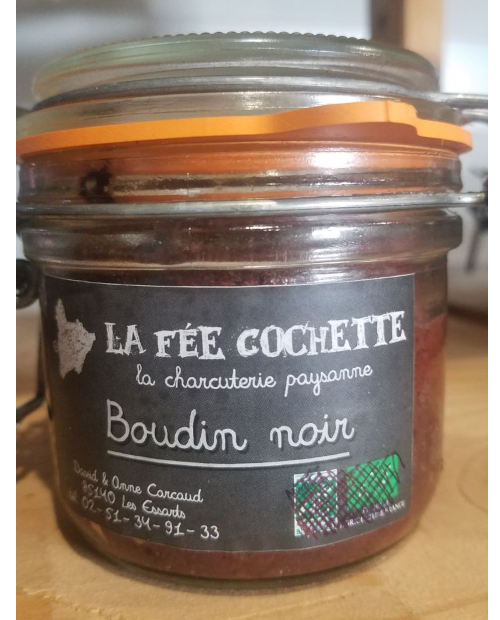 LA FÉE COCHETTE
la charcuterie paysanne
Boudin noir
David & Anne Carcaud
85140 Les Essarts
tél 02-51-34-91-33